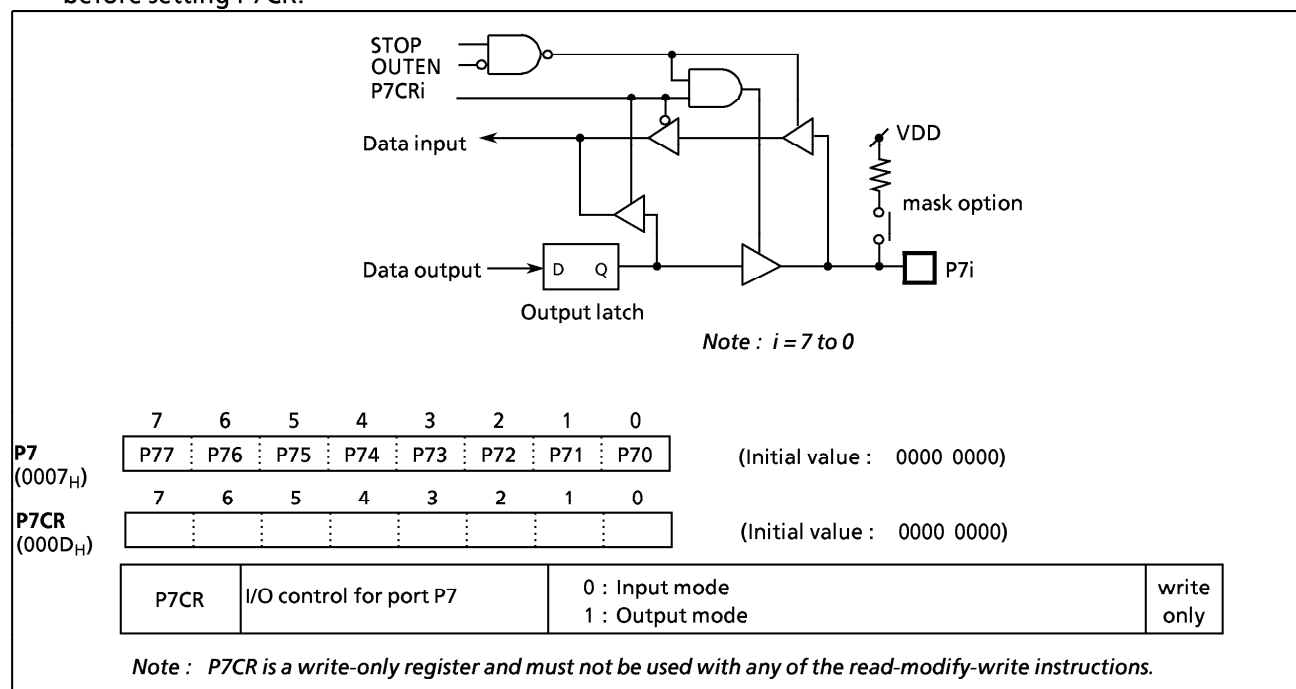 before setting P7CR.
STOP
OUTEN
P7CRi
Data input
VDD
mask option
Data output
D Q
P7i
Output latch
Note : i = 7 to 0
7 6 5 4 3 2 1 0
P7
(0007H)
P77 P76 P75 P74 P73 P72 P71 P70
(Initial value : 0000 0000)
7 6 5 4 3 2 1 0
P7CR
(000DH)
(Initial value : 0000 0000)
P7CR
I/O control for port P7
0 : Input mode
1 : Output mode
write
only
Note : P7CR is a write-only register and must not be used with any of the read-modify-write instructions.